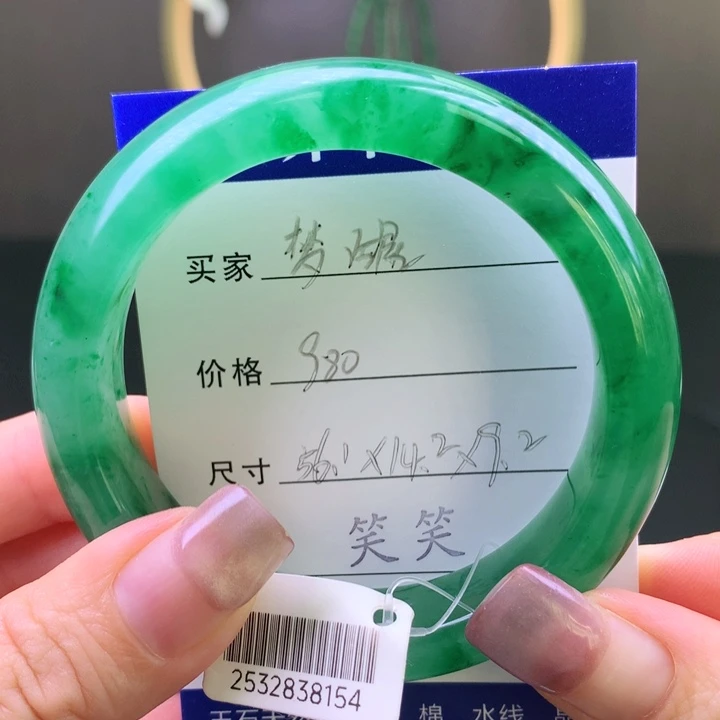 买家 梦媛
价格 980
尺寸 56.1×14.2×9.2
笑笑
2532838154
棉 水线